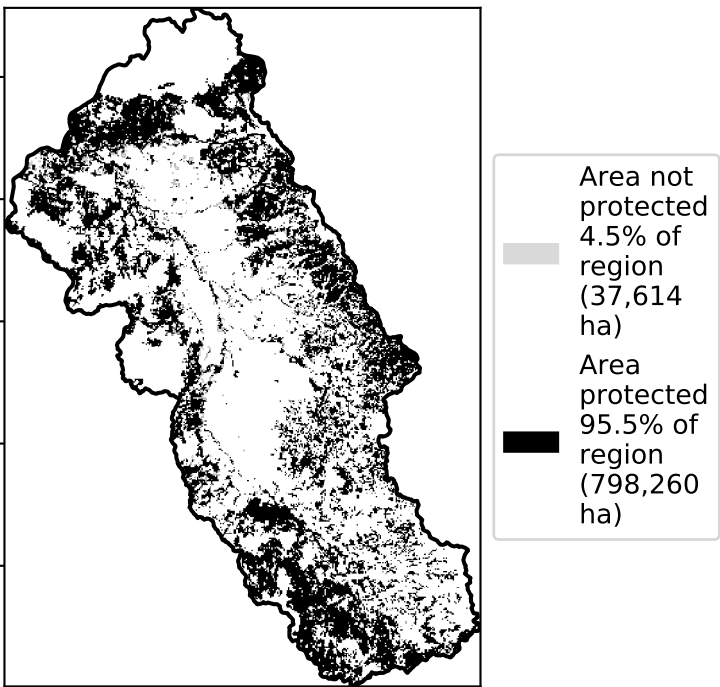 Area not
protected
4.5% of
region
(37,614
ha)
Area
protected
95.5% of
region
(798,260
ha)